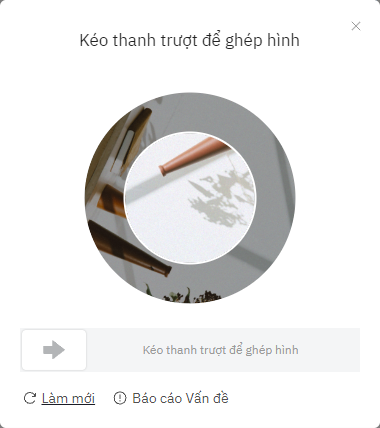 Kéo thanh trượt để ghép hình
Kéo thanh trượt để ghép hình
Làm mới
Báo cáo Vấn đề